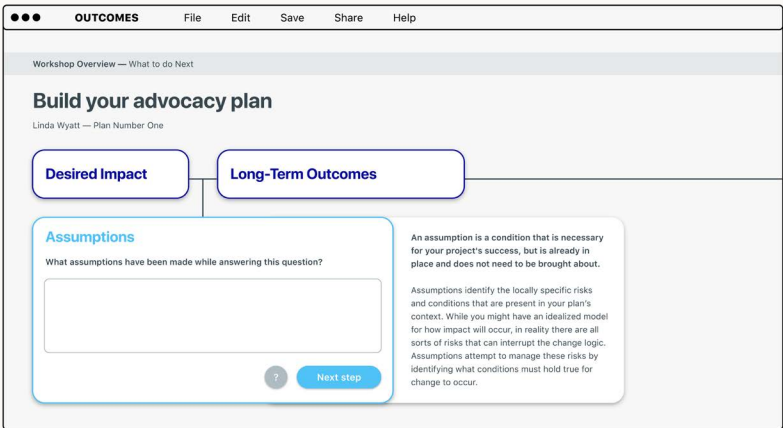 OUTCOMES File Edit Save Share Help
Workshop Overview — What to do Next
Build your advocacy plan
Linda Wyatt — Plan Number One
Desired Impact
Long-Term Outcomes
Assumptions
What assumptions have been made while answering this question?
? Next step
An assumption is a condition that is necessary
for your project's success, but is already in
place and does not need to be brought about.
Assumptions identify the locally specific risks
and conditions that are present in your plan's
context. While you might have an idealized model
for how impact will occur, in reality there are all
sorts of risks that can interrupt the change logic.
Assumptions attempt to manage these risks by
identifying what conditions must hold true for
change to occur.